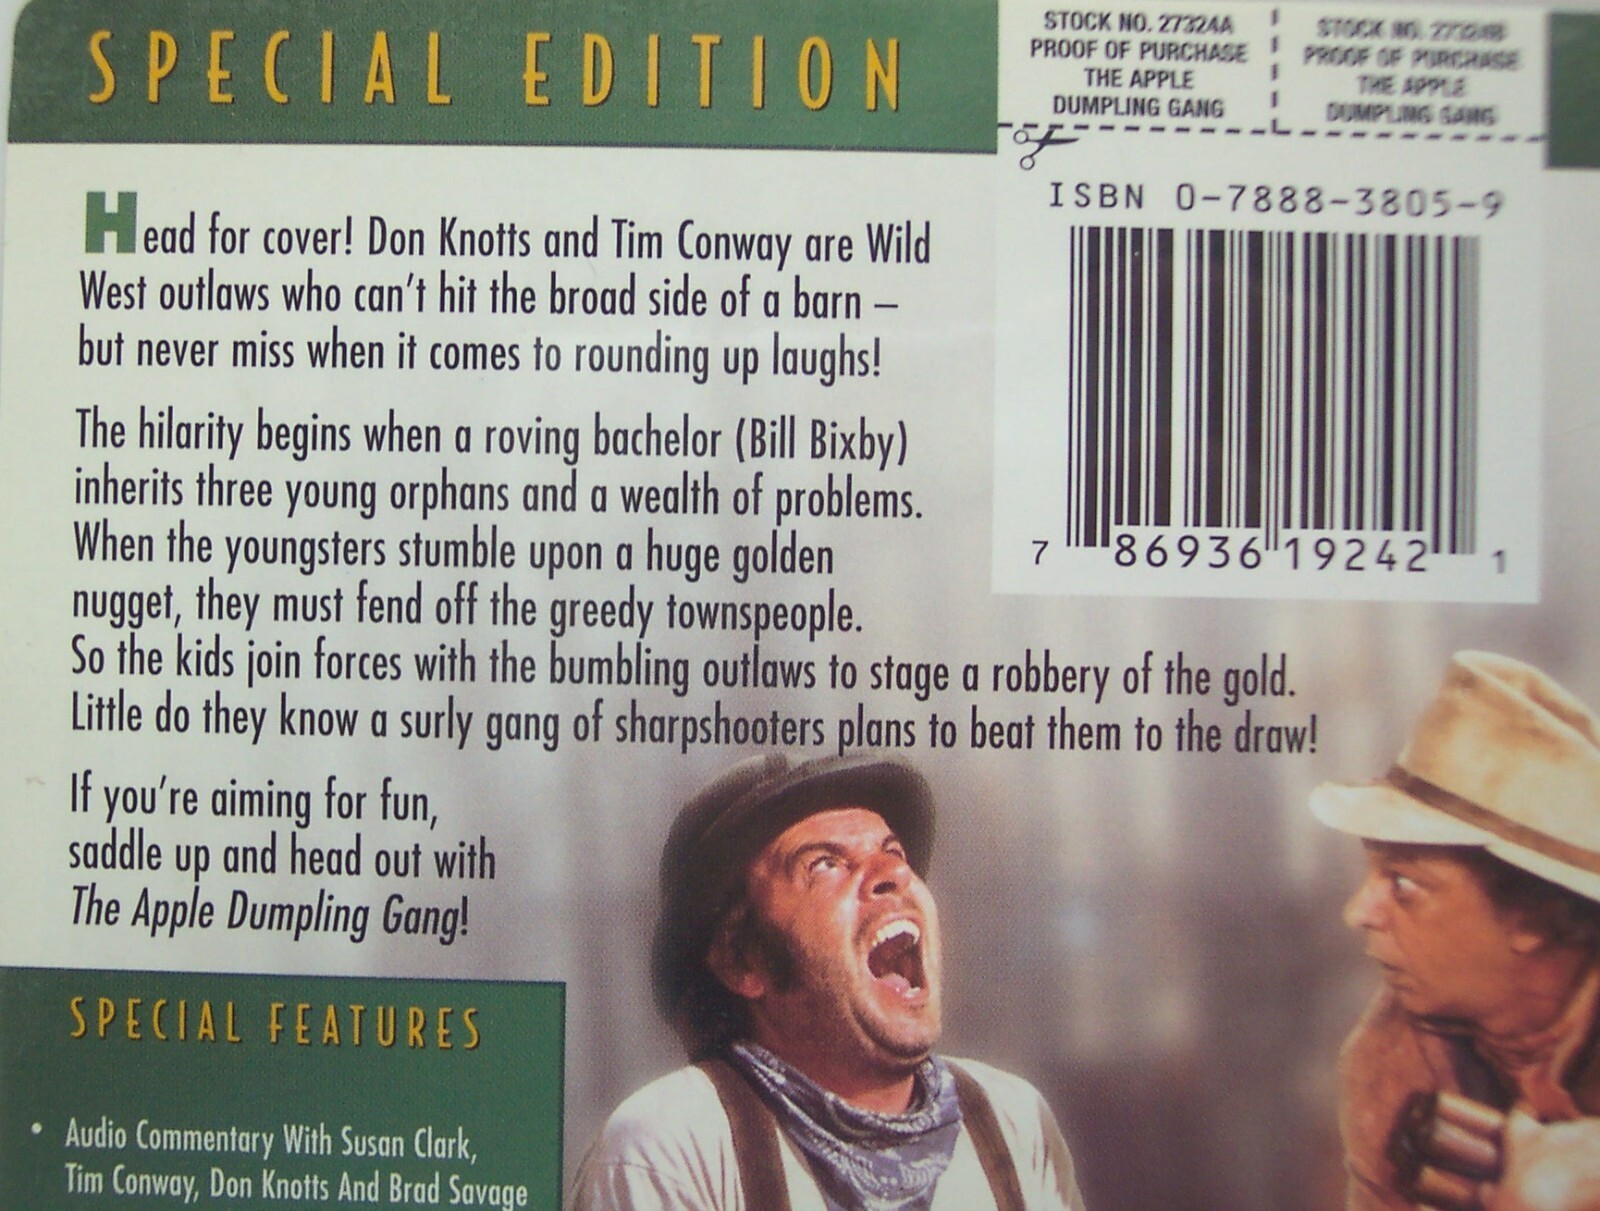 SPECIAL EDITION
STOCK NO. 27324A
PROOF OF PURCHASE
THE APPLE
DUMPLING GANG
STOCK NO. 27324B
PROOF OF PURCHASE
THE APPLE
DUMPLING GANG
ISBN 0-7888-3805-9
7 86936 19242 1
Head for cover! Don Knotts and Tim Conway are Wild
West outlaws who can't hit the broad side of a barn –
but never miss when it comes to rounding up laughs!
The hilarity begins when a roving bachelor (Bill Bixby)
inherits three young orphans and a wealth of problems.
When the youngsters stumble upon a huge golden
nugget, they must fend off the greedy townspeople.
So the kids join forces with the bumbling outlaws to stage a robbery of the gold.
Little do they know a surly gang of sharpshooters plans to beat them to the draw!
If you're aiming for fun,
saddle up and head out with
The Apple Dumpling Gang!
SPECIAL FEATURES
• Audio Commentary With Susan Clark,
Tim Conway, Don Knotts And Brad Savage